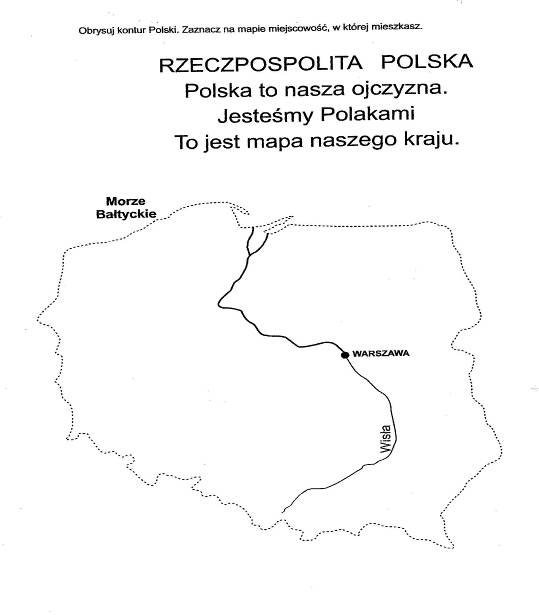 Obrysuj kontur Polski. Zaznacz na mapie miejscowość, w której mieszkasz.
RZECZPOSPOLITA POLSKA
Polska to nasza ojczyzna.
Jesteśmy Polakami
To jest mapa naszego kraju.
Morze
Bałtyckie
WARSZAWA
Wisła